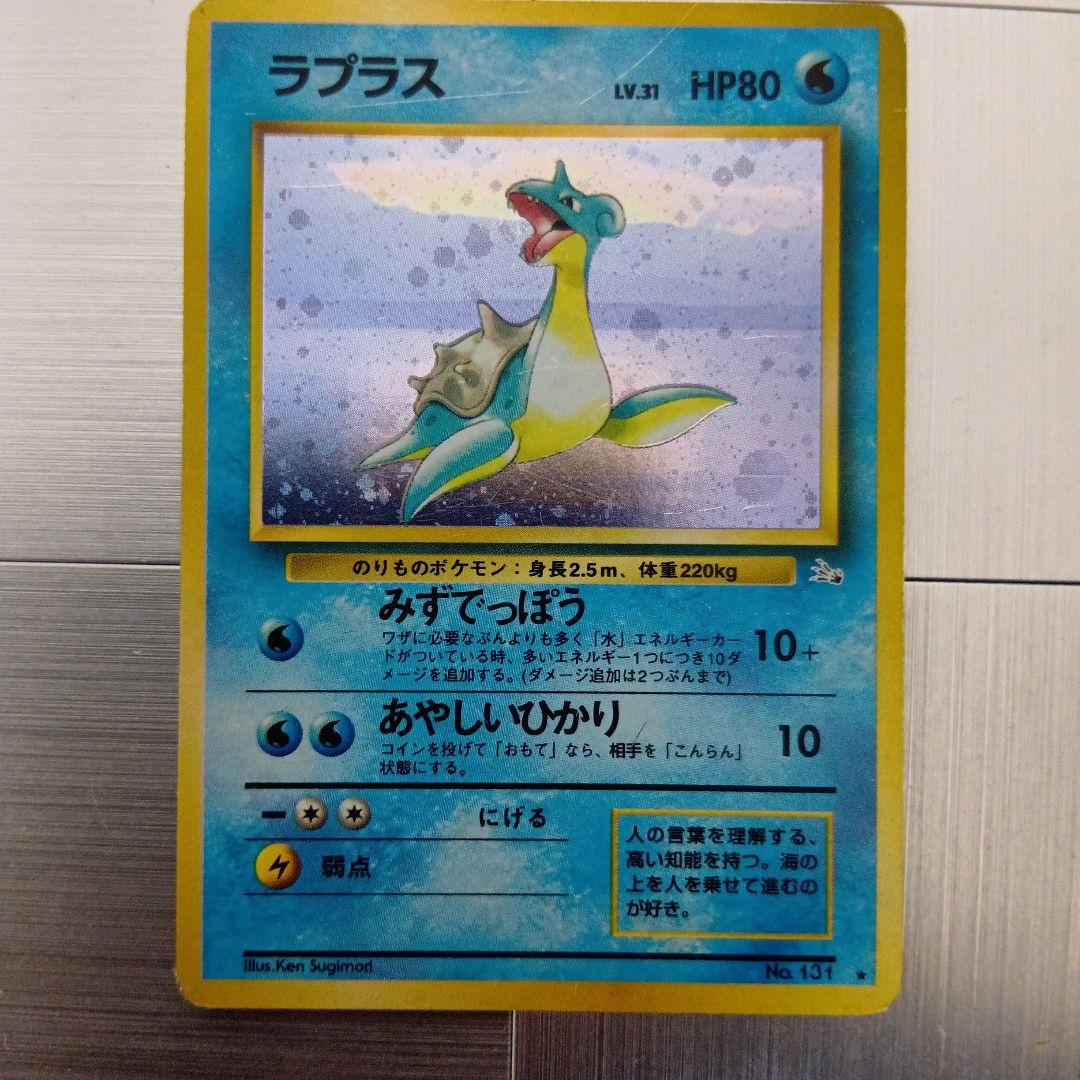 ラプラス LV.31 HP80
のりものポケモン：身長2.5m、体重220kg
みずでっぽう
ワザに必要なぶんよりも多く「水」エネルギーカー
ドがついている時、多いエネルギー1つにつき10ダ
メージを追加する。(ダメージ追加は2つぶんまで)
10+
あやしいひかり
コインを投げて「おもて」なら、相手を「こんらん」
状態にする。
10
にげる
弱点
人の言葉を理解する、
高い知能を持つ。海の
上を人を乗せて進むの
が好き。
Illus.Ken Sugimori
No. 131